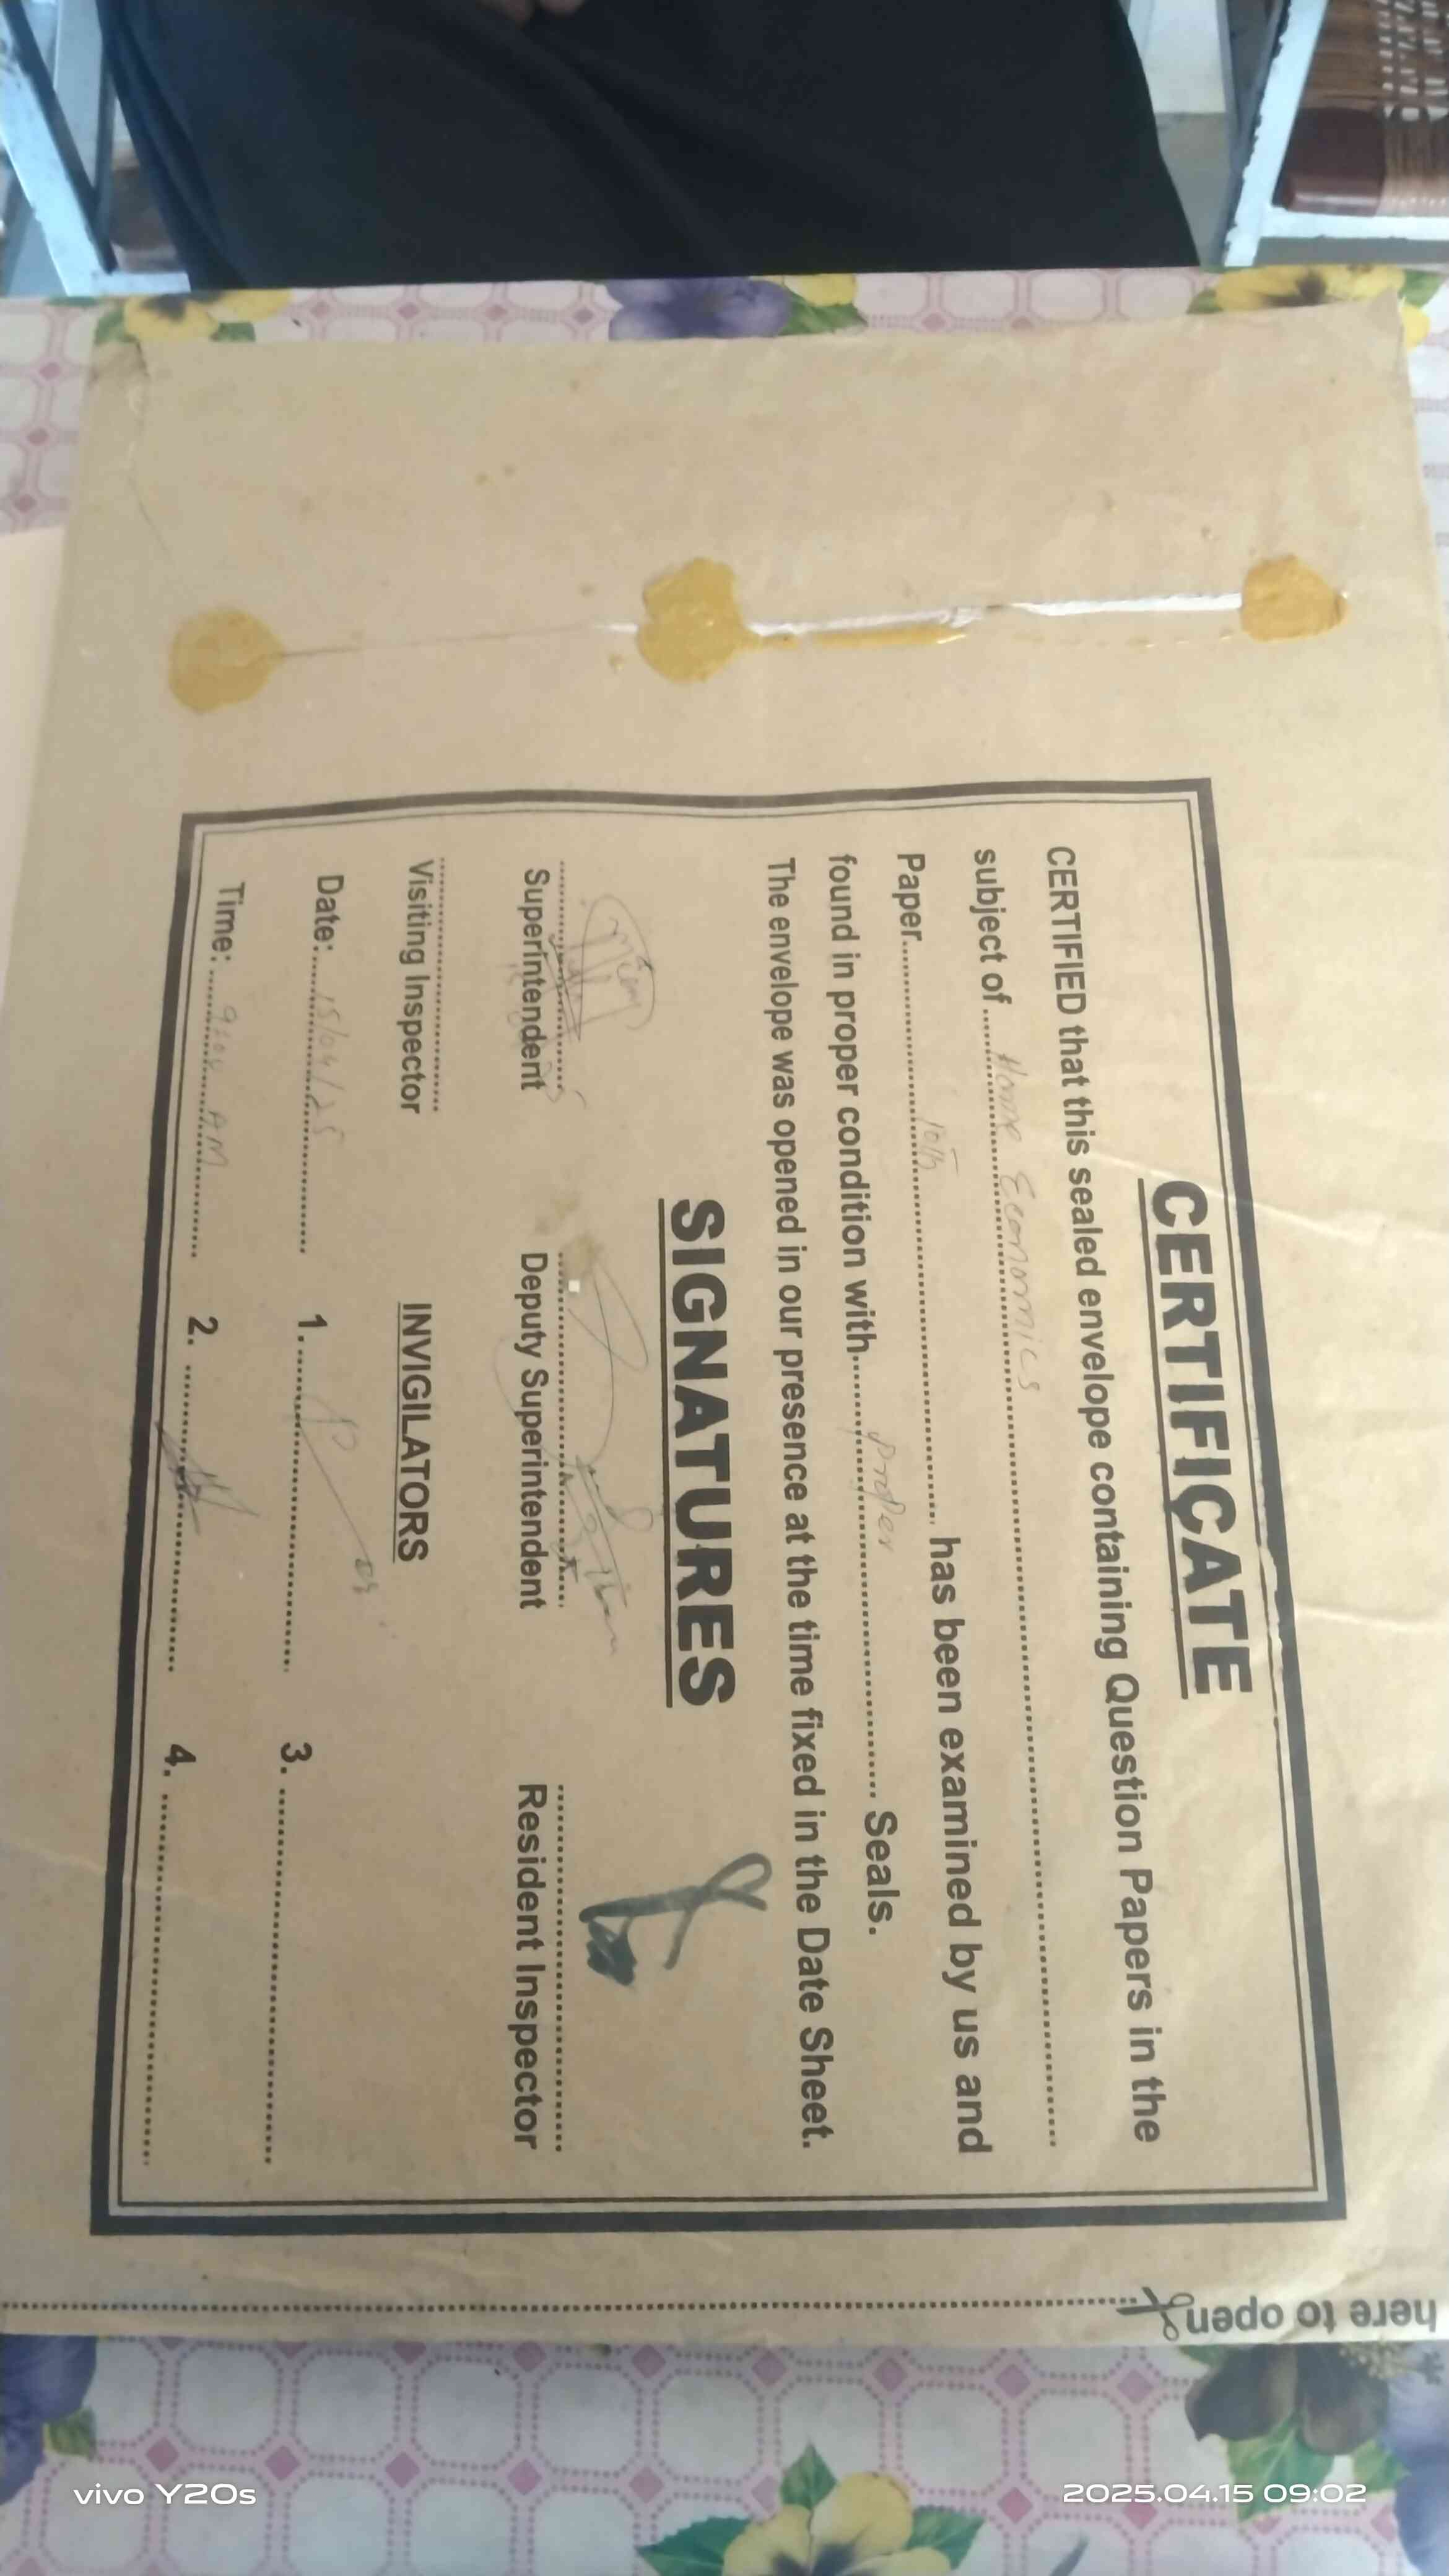 CERTIFICATE
CERTIFIED that this sealed envelope containing Question Papers in the
subject of.....Home Economics.....
Paper.....10th..... has been examined by us and
found in proper condition with.....Proper..... Seals.
The envelope was opened in our presence at the time fixed in the Date Sheet.
SIGNATURES
Superintendent Deputy Superintendent Resident Inspector
Visiting Inspector INVIGILATORS
Date:.....15/04/25..... 1. ..... 3. .....
Time:.....AM..... 2. ..... 4. .....
here to open
vivo Y20s
2025.04.15 09:02